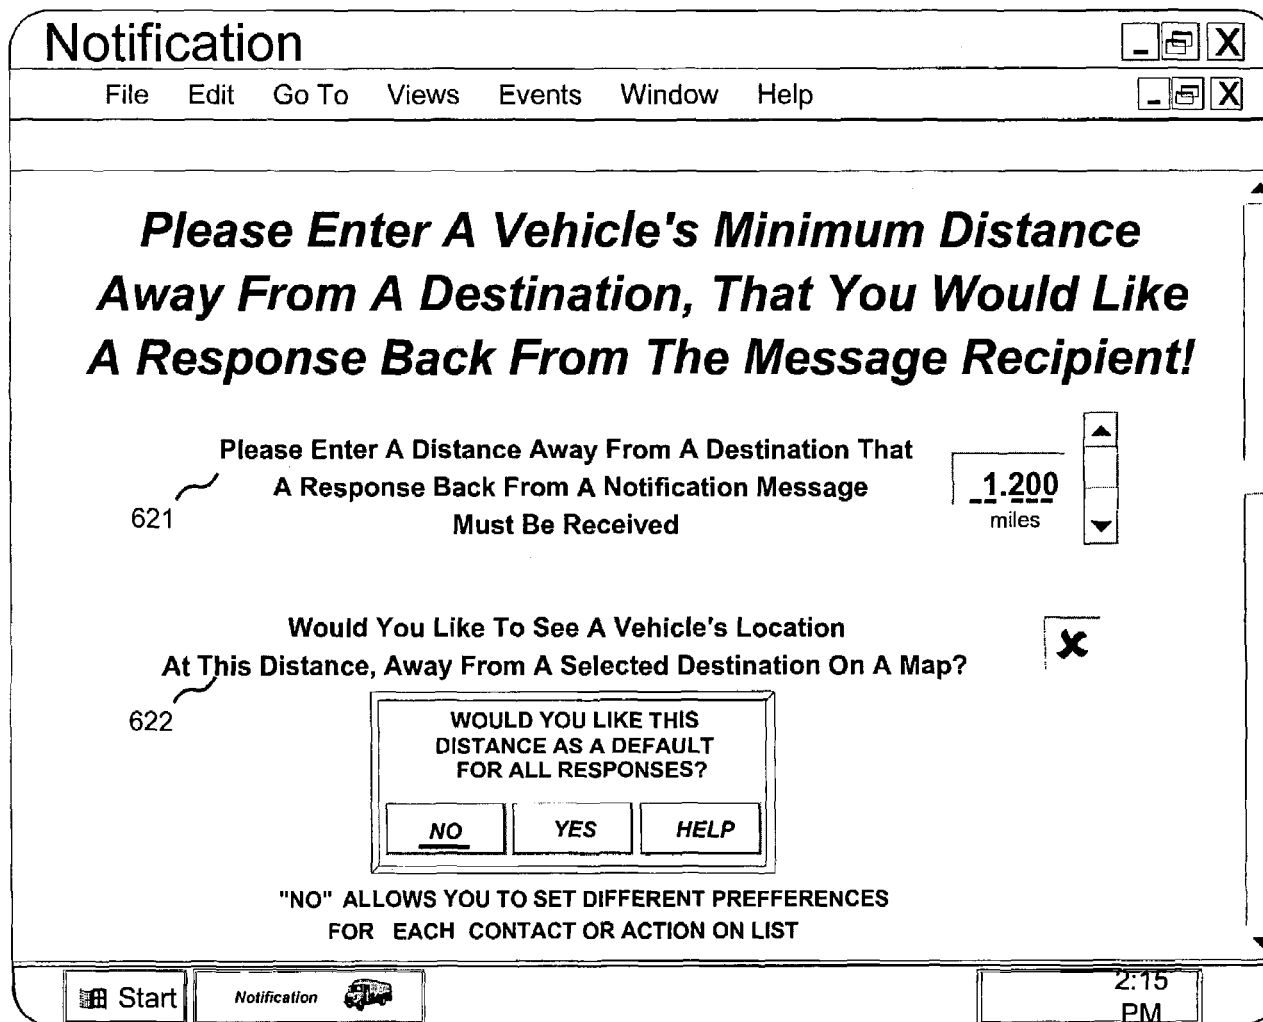 Notification
File Edit Go To Views Events Window Help
Please Enter A Vehicle's Minimum Distance
Away From A Destination, That You Would Like
A Response Back From The Message Recipient!
Please Enter A Distance Away From A Destination That
A Response Back From A Notification Message
Must Be Received
1.200
miles
621
Would You Like To See A Vehicle's Location
At This Distance, Away From A Selected Destination On A Map?
622
WOULD YOU LIKE THIS
DISTANCE AS A DEFAULT
FOR ALL RESPONSES?
NO YES HELP
"NO" ALLOWS YOU TO SET DIFFERENT PREFFERENCES
FOR EACH CONTACT OR ACTION ON LIST
Start Notification 2:15
PM